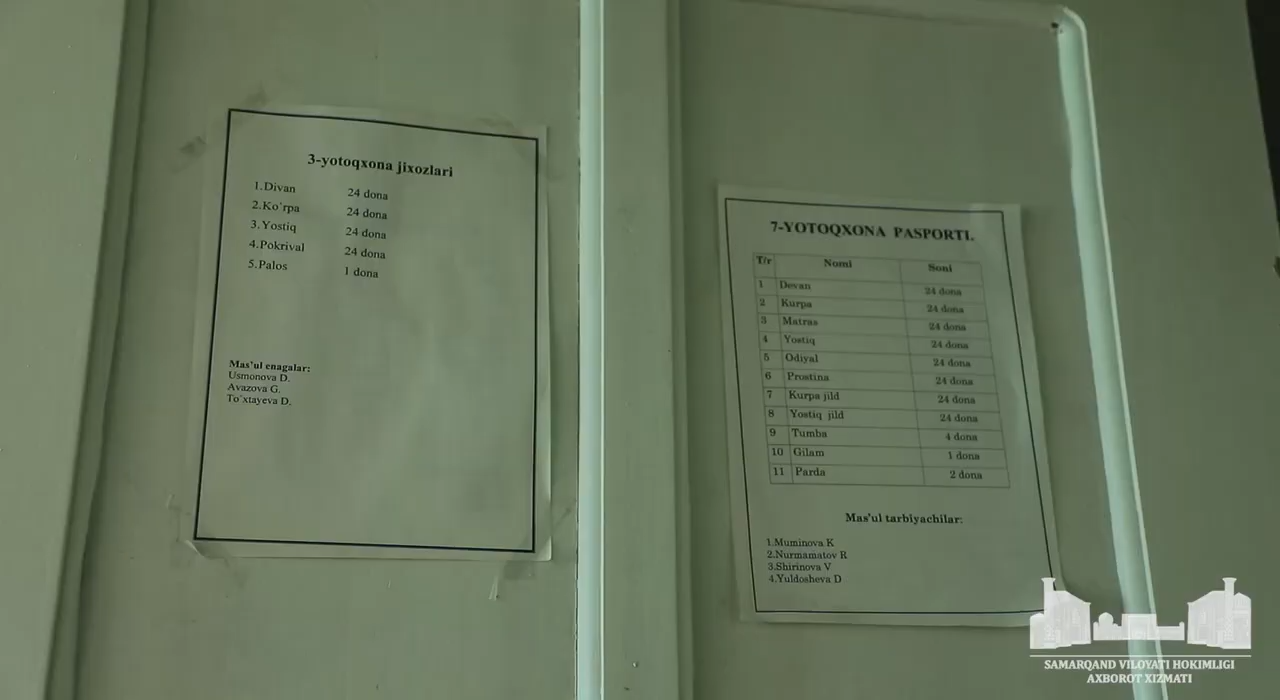 3-yotoqxona jixozlari
1.Divan 24 dona
2.Ko'rpa 24 dona
3.Yostiq 24 dona
4.Pokrival 24 dona
5.Palos 1 dona
Mas'ul enagalar:
Usmonova D.
Avazova G.
To'xtayeva D.
7-YOTOQXONA PASPORTI.
T/r Nomi Soni
1 Devan 24 dona
2 Kurpa 24 dona
3 Matras 24 dona
4 Yostiq 24 dona
5 Odiyal 24 dona
6 Prostina 24 dona
7 Kurpa jild 24 dona
8 Yostiq jild 24 dona
9 Tumba 4 dona
10 Gilam 1 dona
11 Parda 2 dona
Mas'ul tarbiyachilar:
1.Muminova K
2.Nurmamatov R
3.Shirinova V
4.Yuldosheva D
SAMARQAND VILOYATI HOKIMLIGI
AXBOROT XIZMATI